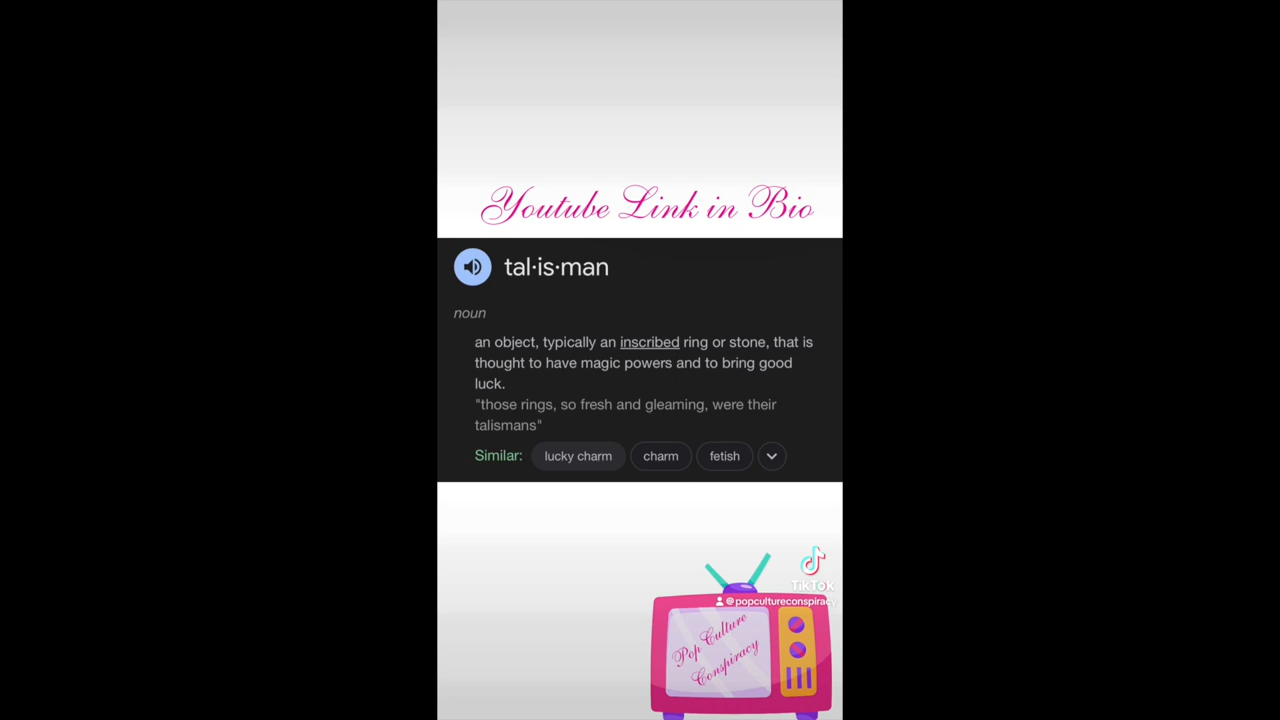 Youtube Link in Bio
tal·is·man
noun
an object, typically an inscribed ring or stone, that is
thought to have magic powers and to bring good
luck.
"those rings, so fresh and gleaming, were their
talismans"
Similar: lucky charm charm fetish
TikTok
@popcultureconspiracy
Pop Culture
Conspiracy